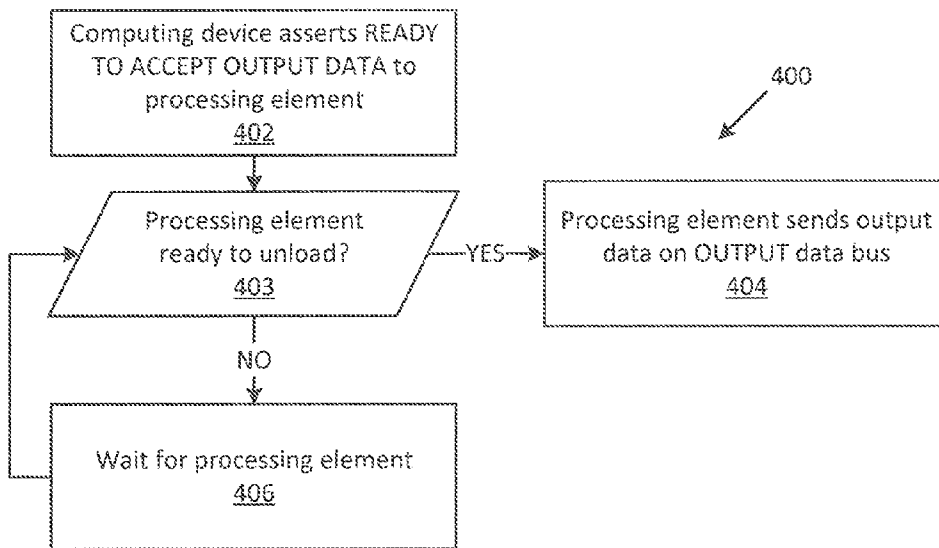 Computing device asserts READY
TO ACCEPT OUTPUT DATA to
processing element
402
400
Processing element
ready to unload?
403
YES
Processing element sends output
data on OUTPUT data bus
404
NO
Wait for processing element
406